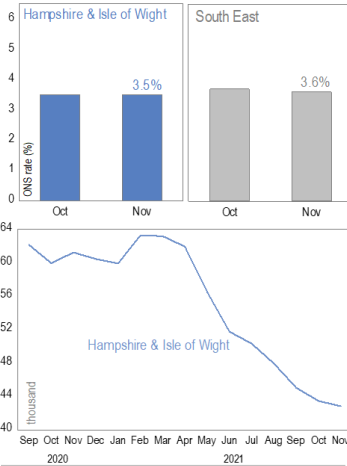 Hampshire & Isle of Wight
South East
6
5
4
3
2
1
0
ONS rate (%)
3.5%
3.6%
Oct Nov Oct Nov
64
60
56
52
48
44
40
thousand
Hampshire & Isle of Wight
Sep Oct Nov Dec Jan Feb Mar Apr May Jun Jul Aug Sep Oct Nov
2020 2021